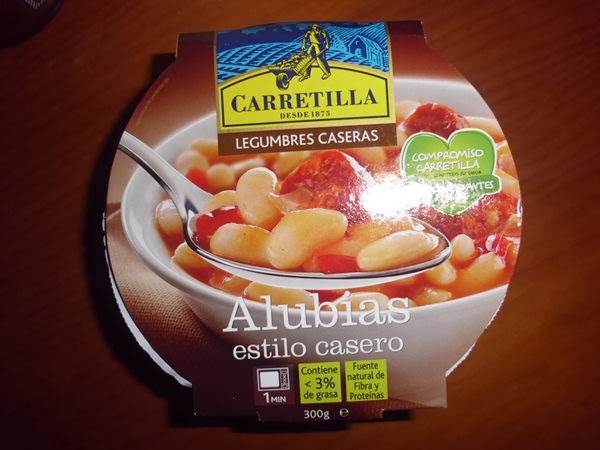 CARRETILLA
DESDE 1875
LEGUMBRES CASERAS
COMPROMISO
CARRETILLA
Alubias
estilo casero
1 MIN
Contiene
< 3%
de grasa
Fuente
natural de
Fibra y
Proteínas
300g e